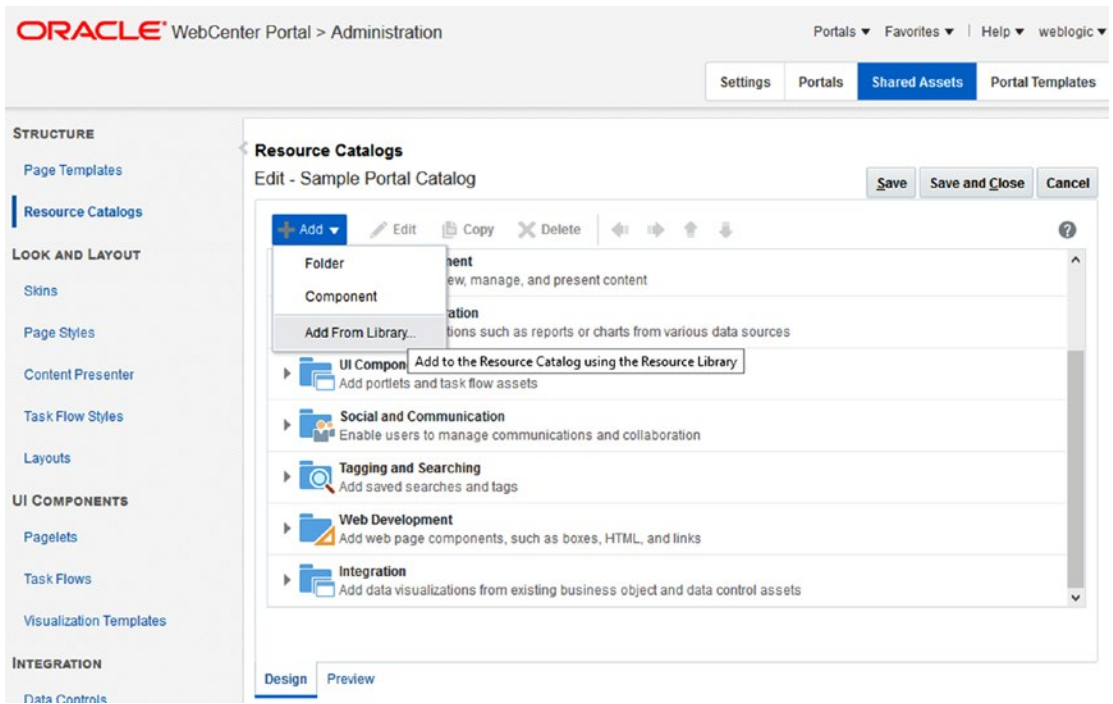 ORACLE® WebCenter Portal > Administration
Portals Favorites Help weblogic
Settings Portals Shared Assets Portal Templates
STRUCTURE
Page Templates
Resource Catalogs
LOOK AND LAYOUT
Skins
Page Styles
Content Presenter
Task Flow Styles
Layouts
UI COMPONENTS
Pagelets
Task Flows
Visualization Templates
INTEGRATION
Data Controls
Resource Catalogs
Edit - Sample Portal Catalog
Save Save and Close Cancel
Add Edit Copy Delete
Folder
Component
Add From Library...
Add to the Resource Catalog using the Resource Library
manage, and present content
such as reports or charts from various data sources
UI
Add portlets and task flow assets
Social and Communication
Enable users to manage communications and collaboration
Tagging and Searching
Add saved searches and tags
Web Development
Add web page components, such as boxes, HTML, and links
Integration
Add data visualizations from existing business object and data control assets
Design Preview